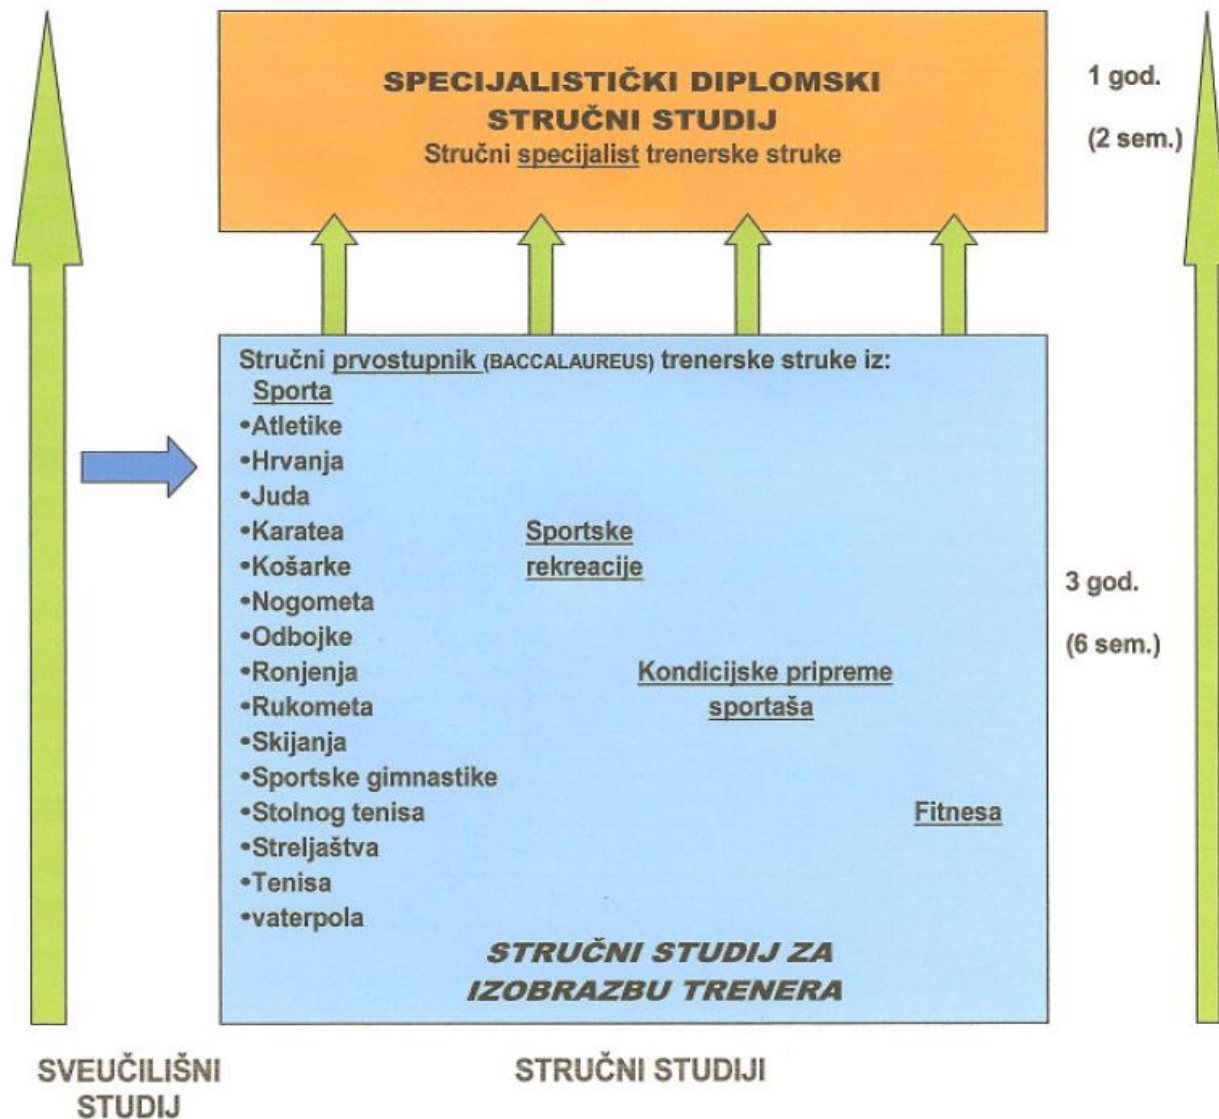 SPECIJALISTIČKI DIPLOMSKI
STRUČNI STUDIJ
Stručni specijalist trenerske struke
1 god.
(2 sem.)
Stručni prvostupnik (BACCALAUREUS) trenerske struke iz:
Sporta
•Atletike
•Hrvanja
•Juda
•Karatea
•Košarke
•Nogometa
•Odbojke
•Ronjenja
•Rukometa
•Skijanja
•Sportske gimnastike
•Stolnog tenisa
•Streljaštva
•Tenisa
•vaterpola
Sportske
rekreacije
Kondicijske pripreme
sportaša
Fitnesa
3 god.
(6 sem.)
STRUČNI STUDIJ ZA
IZOBRAZBU TRENERA
SVEUČILIŠNI
STUDIJ
STRUČNI STUDIJI